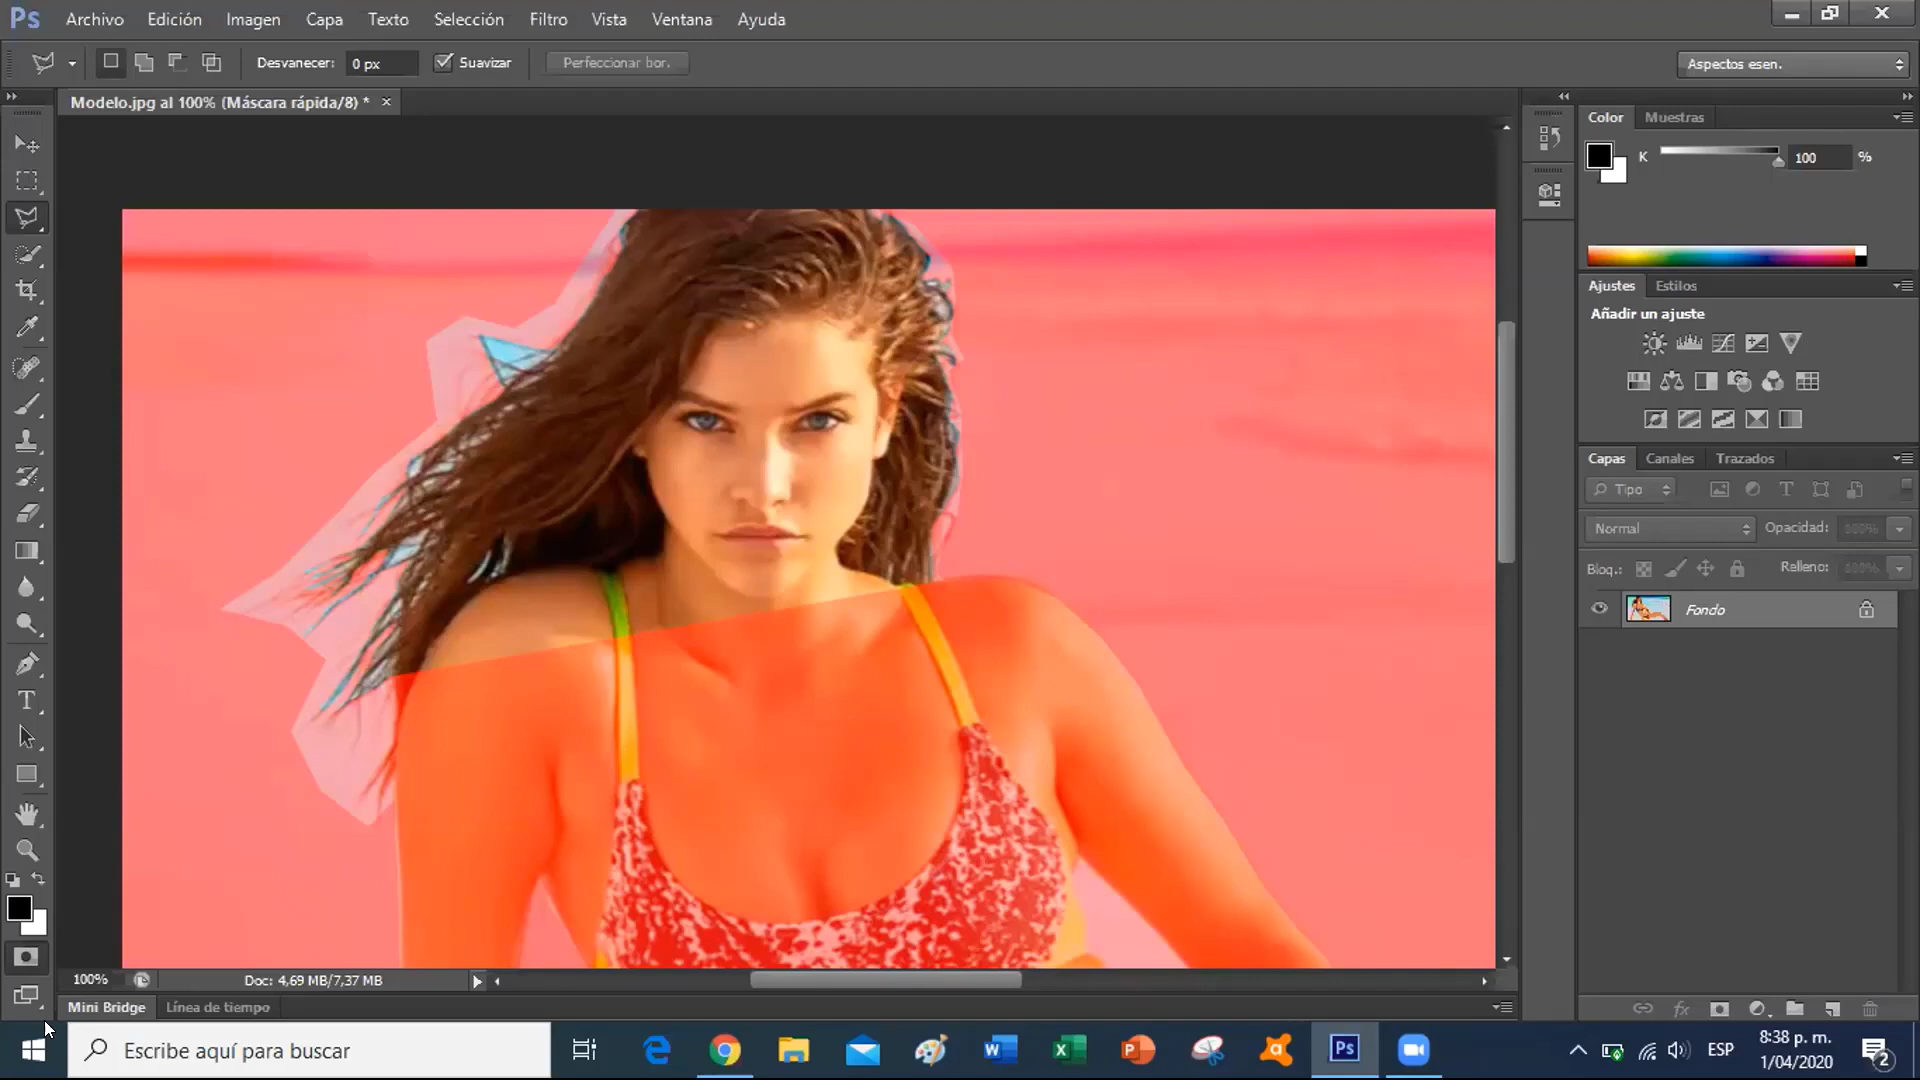 Ps Archivo Edición Imagen Capa Texto Selección Filtro Vista Ventana Ayuda
Desvanecer: 0 px Suavizar Perfeccionar bor. Aspectos esen.
Modelo.jpg al 100% (Máscara rápida/8) *
Color Muestras
K 100 %
Ajustes Estilos
Añadir un ajuste
Capas Canales Trazados
Tipo
Normal Opacidad: 100%
Bloq.: Relleno: 100%
Fondo
100% Doc: 4,69 MB/7,37 MB
Mini Bridge Línea de tiempo
Escribe aquí para buscar
ESP
8:38 p. m.
1/04/2020
2